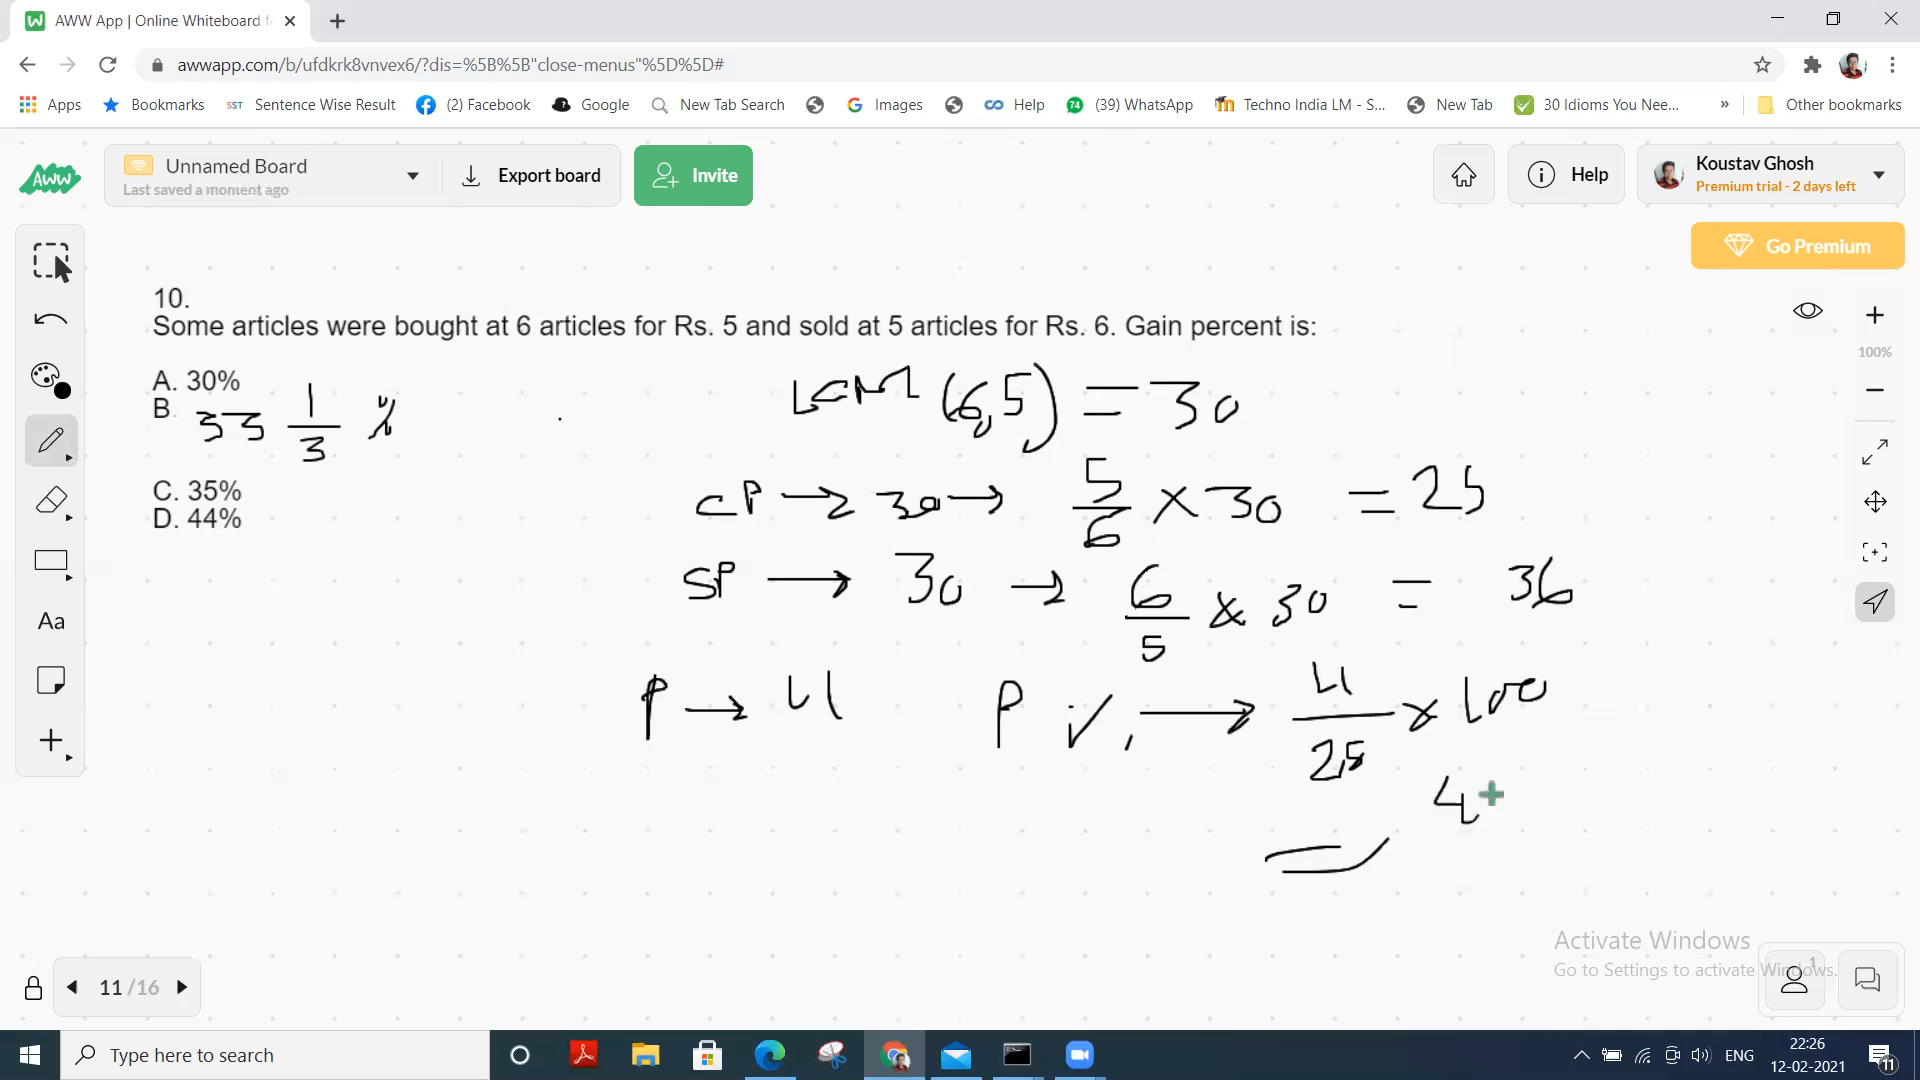 AWW App | Online Whiteboard f
awwapp.com/b/ufdkrk8vnvex6/?dis=%5B%5B"close-menus"%5D%5D#
Apps Bookmarks SST Sentence Wise Result (2) Facebook Google New Tab Search Images Help 74 (39) WhatsApp Techno India LM - S... New Tab 30 Idioms You Nee... » Other bookmarks
AWW Unnamed Board Export board Invite Help Koustav Ghosh
Last saved a moment ago Premium trial - 2 days left
Go Premium
10.
Some articles were bought at 6 articles for Rs. 5 and sold at 5 articles for Rs. 6. Gain percent is:
100%
A. 30%
B. 33 1/3 %
LCM (6,5) = 30
C. 35%
D. 44%
CP → 30 → 5/6 × 30 = 25
SP → 30 → 6/5 × 30 = 36
Aa
P → 11 P %, → 11/25 × 100
4
=
Activate Windows
Go to Settings to activate Windows.
1
11 /16
Type here to search
ENG
22:26
12-02-2021
11